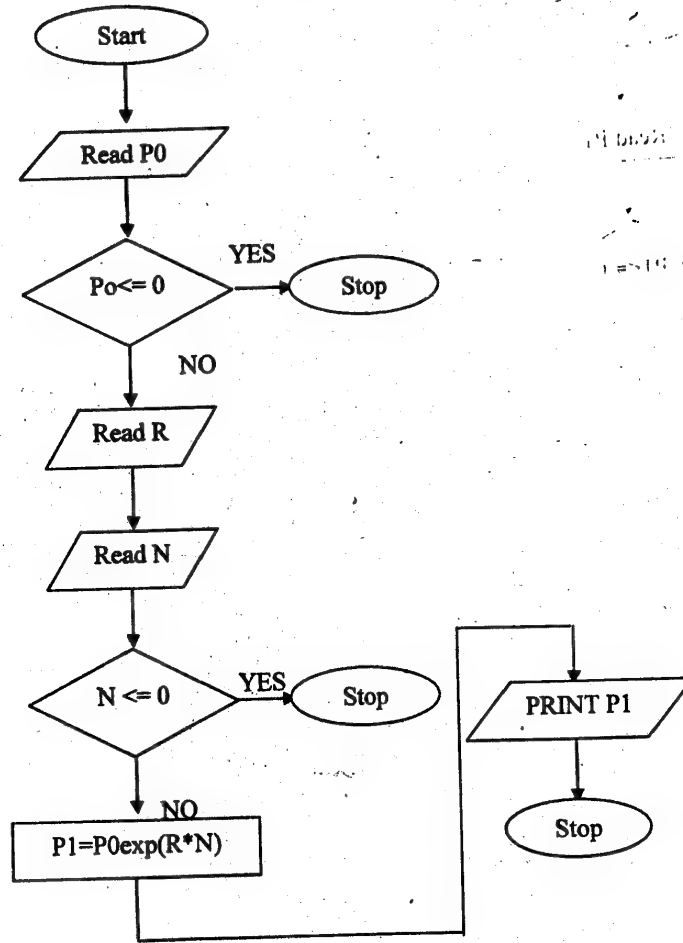 Start
Read P0
Po<= 0
YES
Stop
NO
Read R
Read N
N <= 0
YES
Stop
NO
P1=P0exp(R*N)
PRINT P1
Stop